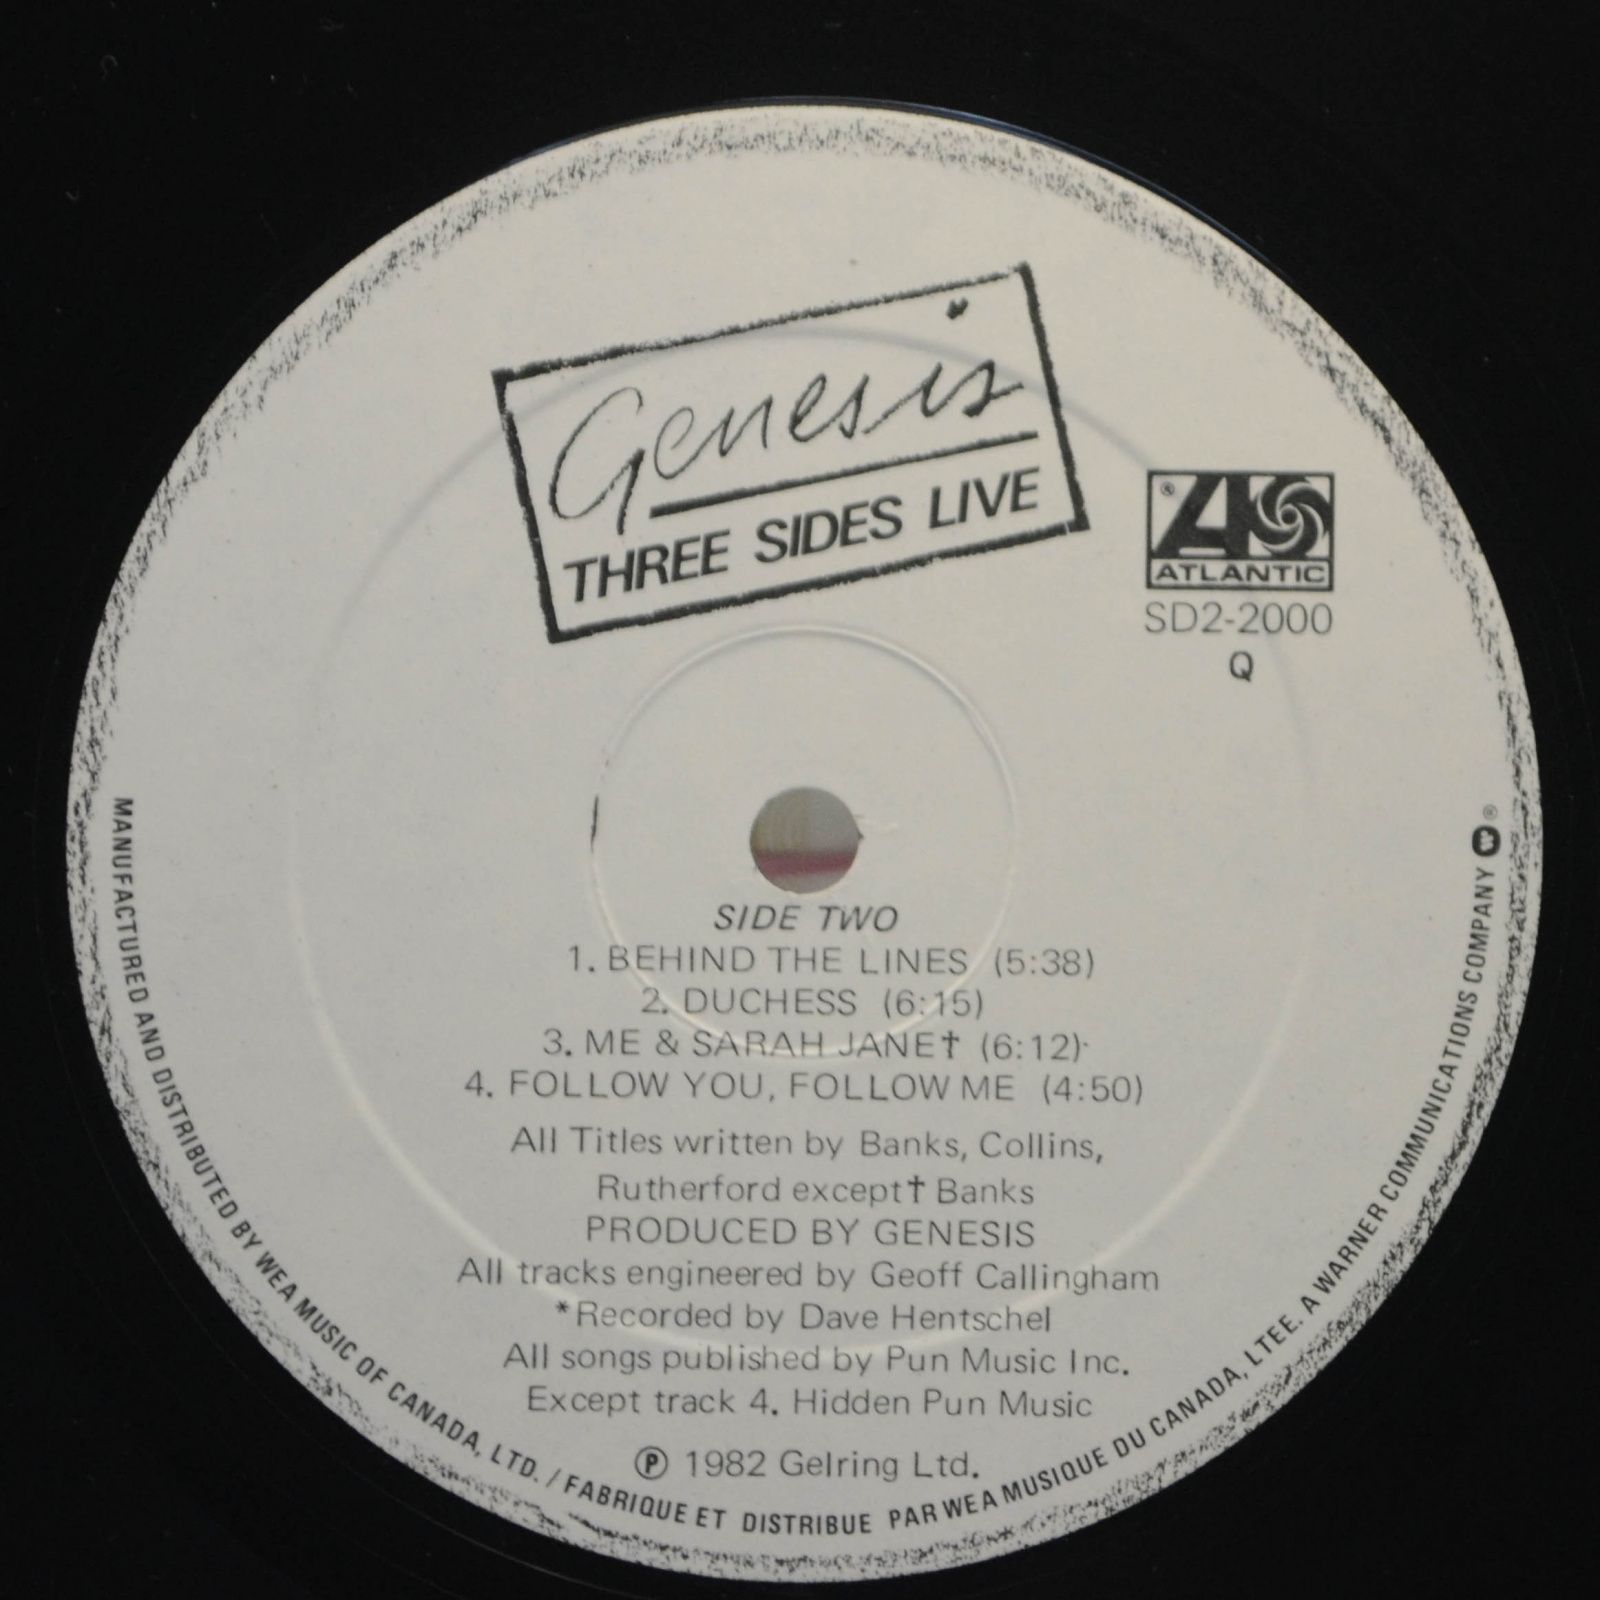 Genesis
THREE SIDES LIVE
®
ATLANTIC
SD2-2000
Q
SIDE TWO
1. BEHIND THE LINES (5:38)
2. DUCHESS (6:15)
3. ME & SARAH JANE† (6:12)
4. FOLLOW YOU, FOLLOW ME (4:50)
All Titles written by Banks, Collins,
Rutherford except† Banks
PRODUCED BY GENESIS
All tracks engineered by Geoff Callingham
*Recorded by Dave Hentschel
All songs published by Pun Music Inc.
Except track 4. Hidden Pun Music
℗ 1982 Gelring Ltd.
MANUFACTURED AND DISTRIBUTED BY WEA MUSIC OF CANADA, LTD. / FABRIQUE ET DISTRIBUE PAR WEA MUSIQUE DU CANADA, LTEE. A WARNER COMMUNICATIONS COMPANY W ®